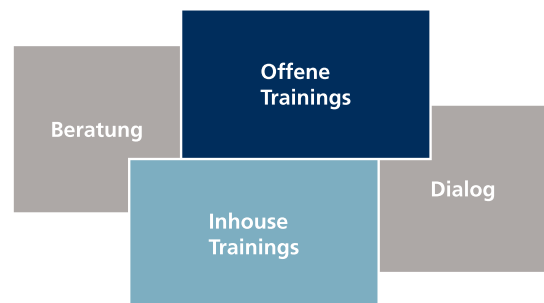 Offene
Trainings
Beratung
Dialog
Inhouse
Trainings